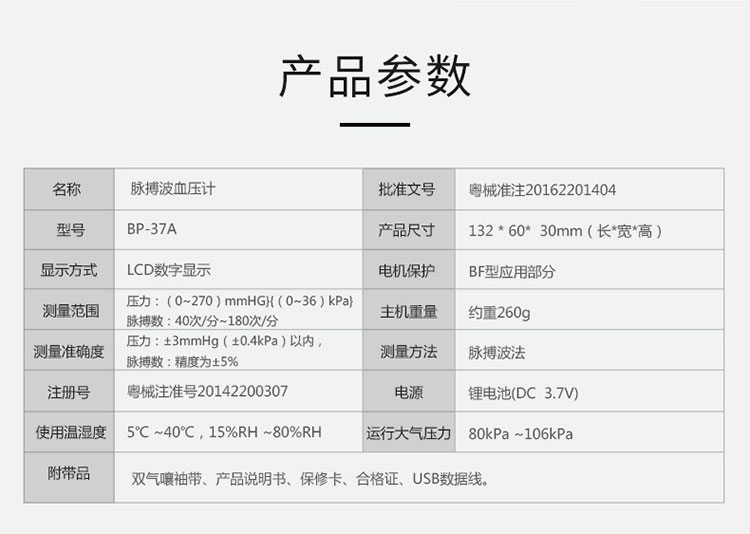 产品参数
名称 脉搏波血压计 批准文号 粤械准注20162201404
型号 BP-37A 产品尺寸 132 * 60* 30mm（长*宽*高）
显示方式 LCD数字显示 电机保护 BF型应用部分
测量范围 压力：（0~270）mmHG}{（0~36）kPa} 主机重量 约重260g
脉搏数：40次/分~180次/分
测量准确度 压力：±3mmHg（±0.4kPa）以内， 测量方法 脉搏波法
脉搏数：精度为±5%
注册号 粤械注准号20142200307 电源 锂电池(DC 3.7V)
使用温湿度 5℃ ~40℃，15%RH ~80%RH 运行大气压力 80kPa ~106kPa
附带品 双气囔袖带、产品说明书、保修卡、合格证、USB数据线。